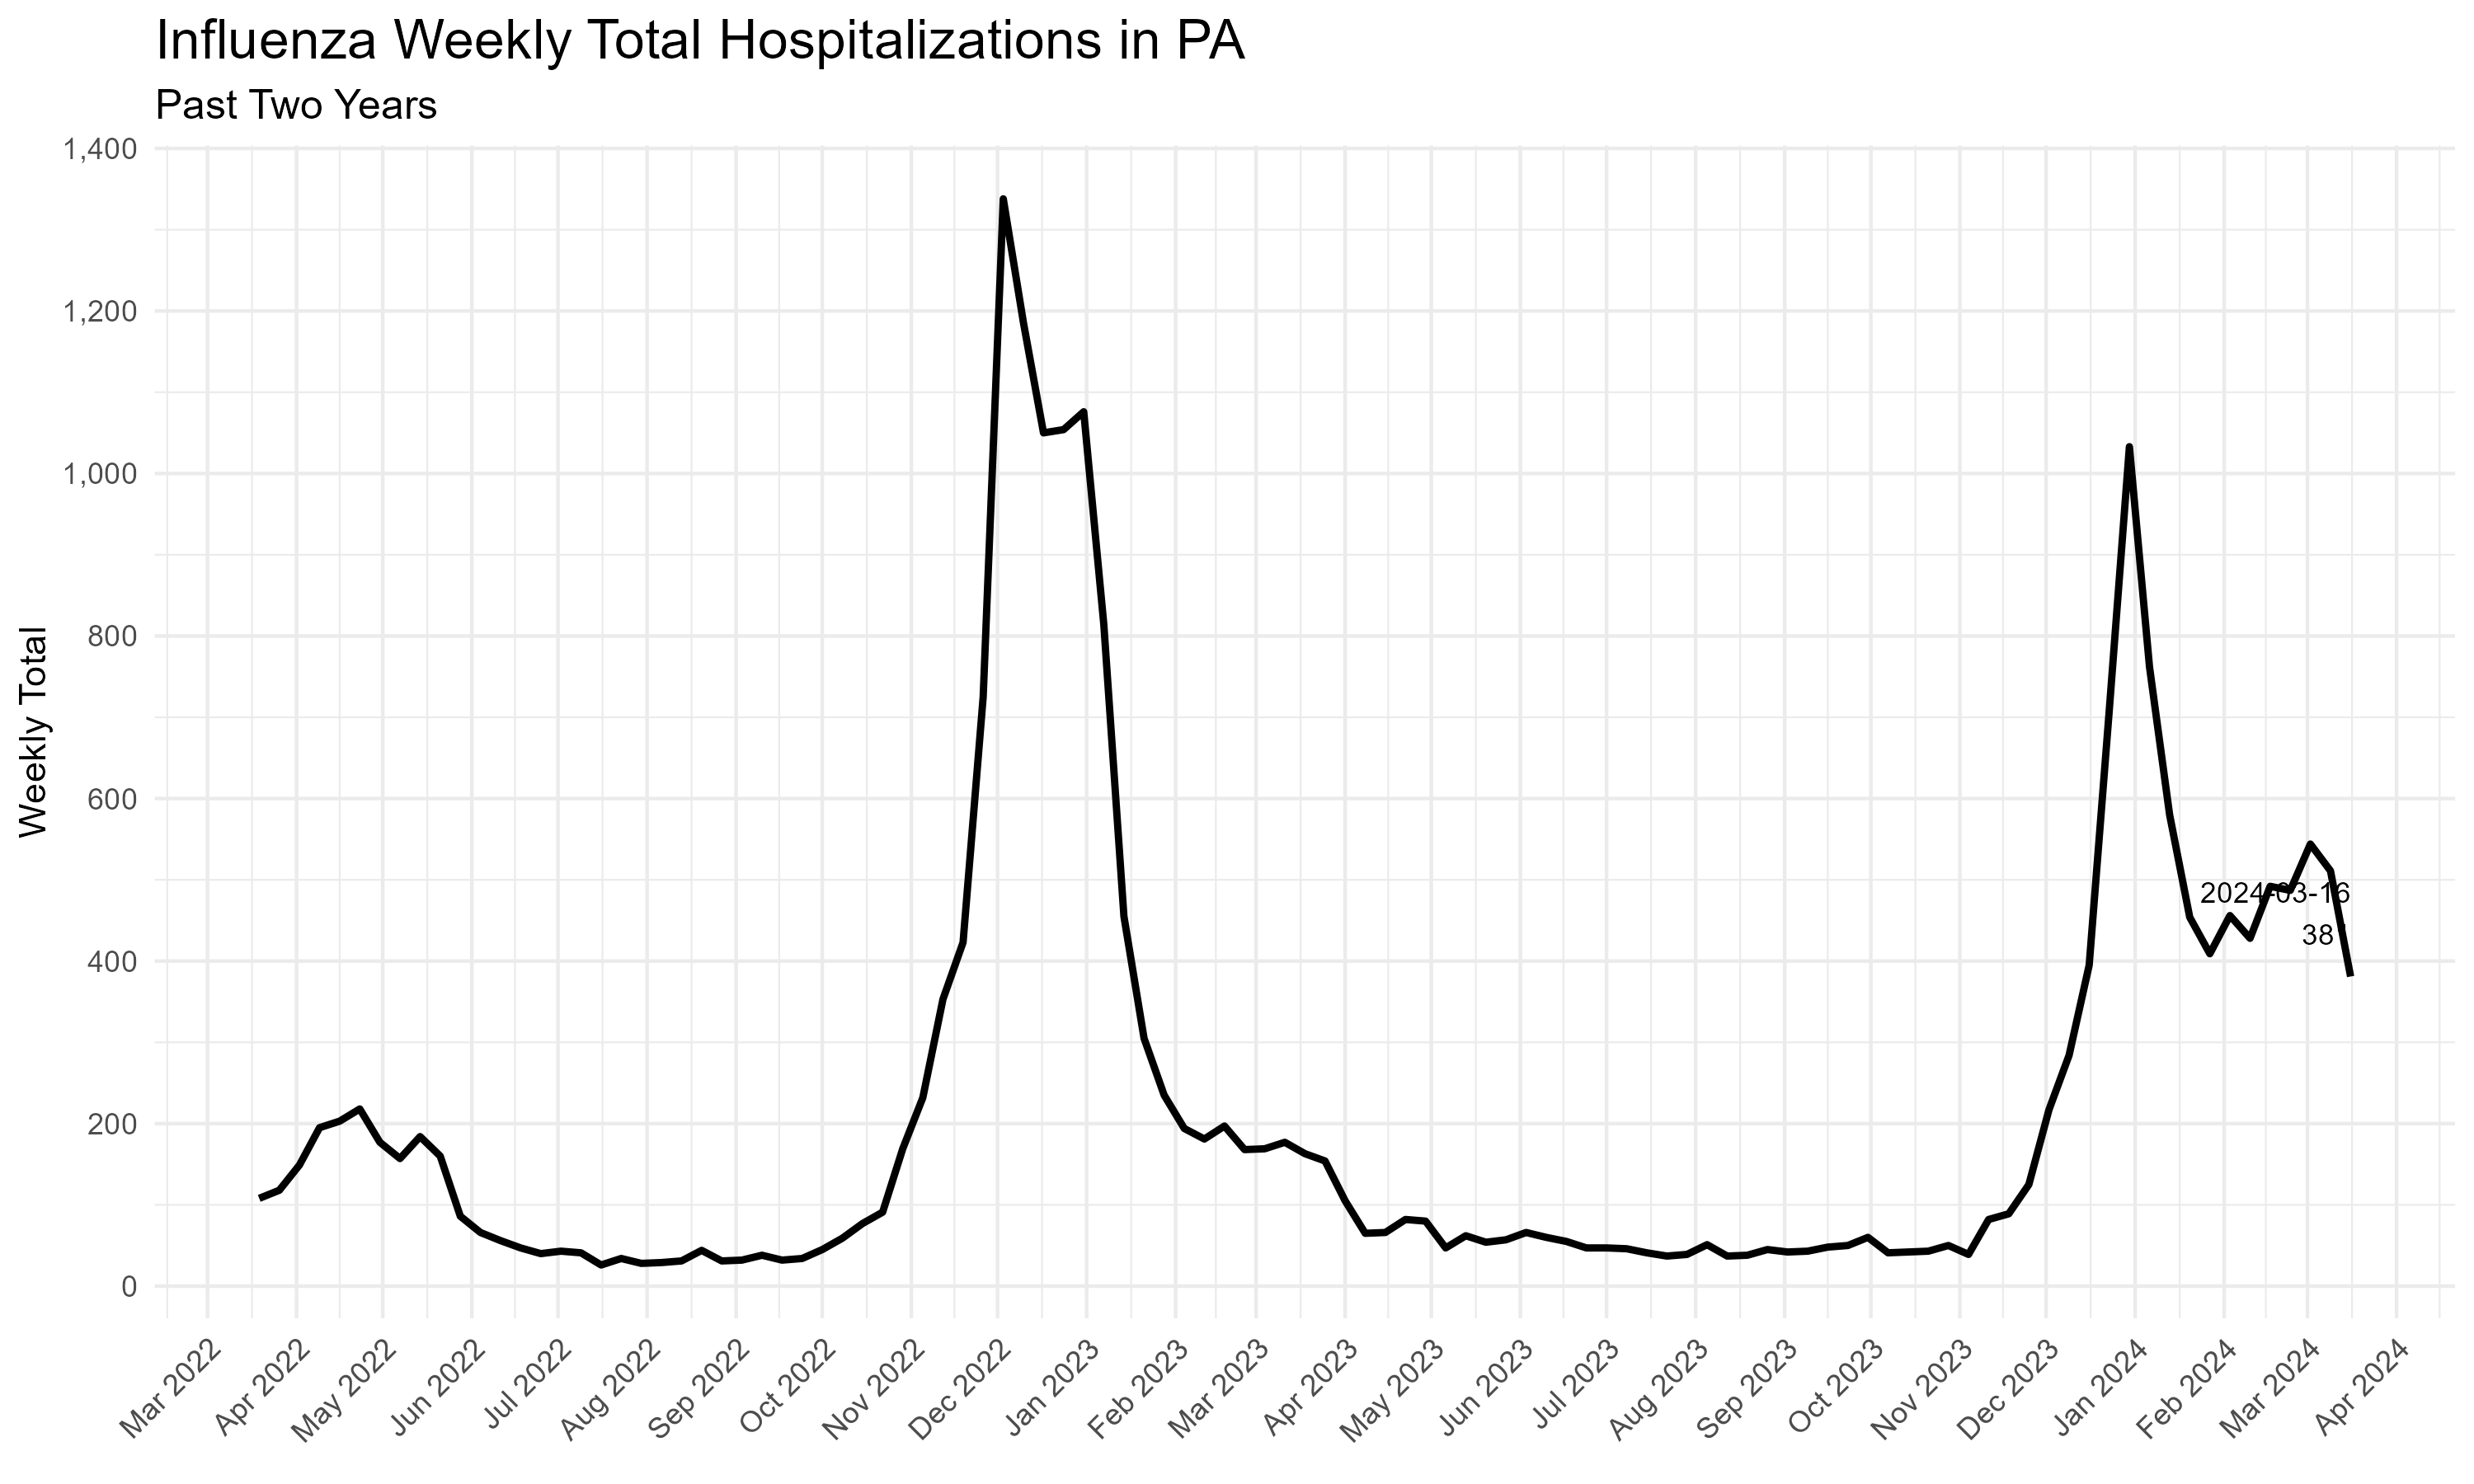 Influenza Weekly Total Hospitalizations in PA
Past Two Years
1,400
1,200
1,000
800
600
400
200
0
Weekly Total
2024-03-16
Mar 2022
Apr 2022
May 2022
Jun 2022
Jul 2022
Aug 2022
Sep 2022
Oct 2022
Nov 2022
Dec 2022
Jan 2023
Feb 2023
Mar 2023
Apr 2023
May 2023
Jun 2023
Jul 2023
Aug 2023
Sep 2023
Oct 2023
Nov 2023
Dec 2023
Jan 2024
Feb 2024
Mar 2024
Apr 2024